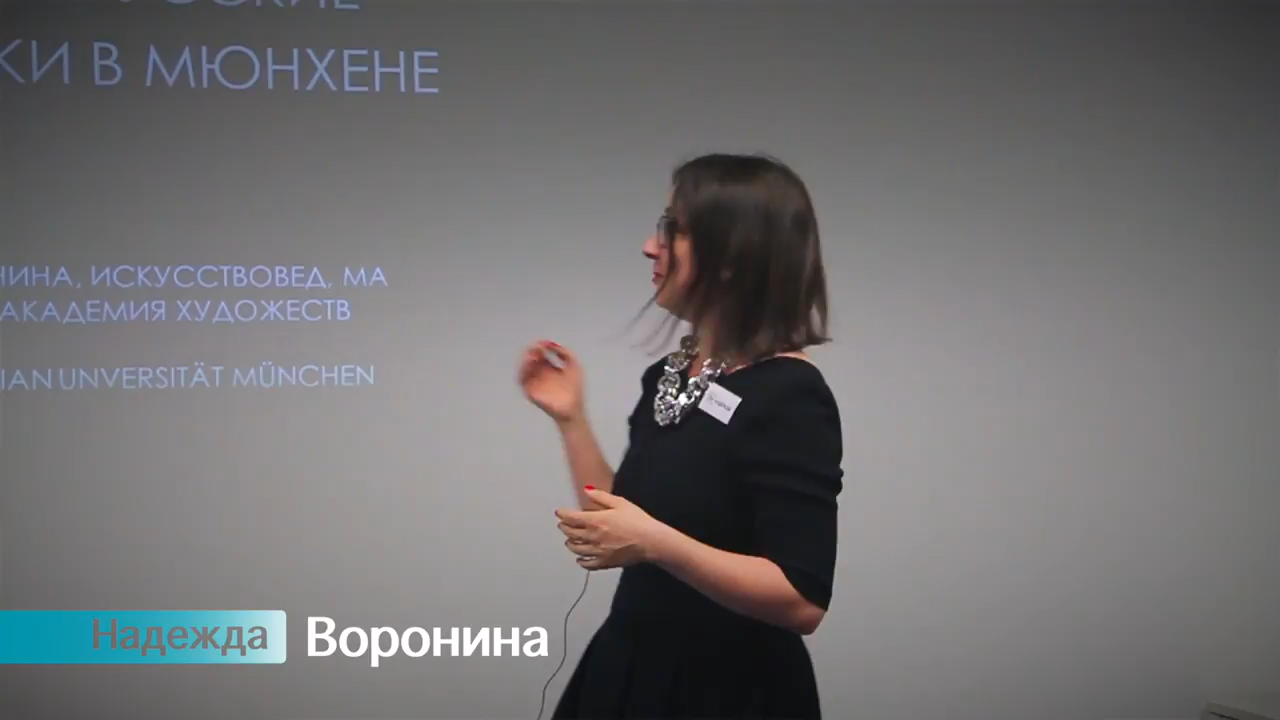 КИ В МЮНХЕНЕ
НИНА, ИСКУССТВОВЕД, МА
АКАДЕМИЯ ХУДОЖЕСТВ
IAN UNVERSITÄT MÜNCHEN
Надежда Воронина